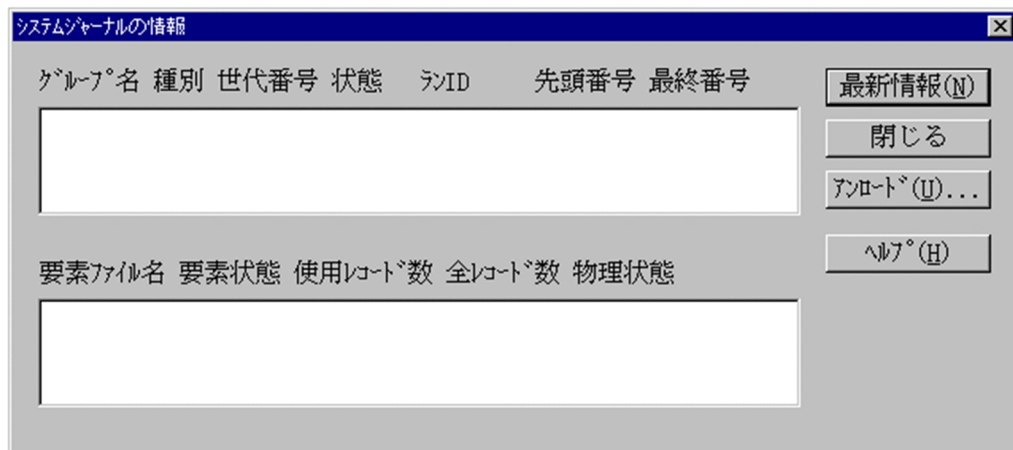 システムジャーナルの情報
ｸﾞﾙｰﾌﾟ名 種別 世代番号 状態 ﾗﾝID 先頭番号 最終番号
最新情報(N)
閉じる
ｱﾝﾛｰﾄﾞ(U)...
ﾍﾙﾌﾟ(H)
要素ﾌｧｲﾙ名 要素状態 使用ﾚｺｰﾄﾞ数 全ﾚｺｰﾄﾞ数 物理状態